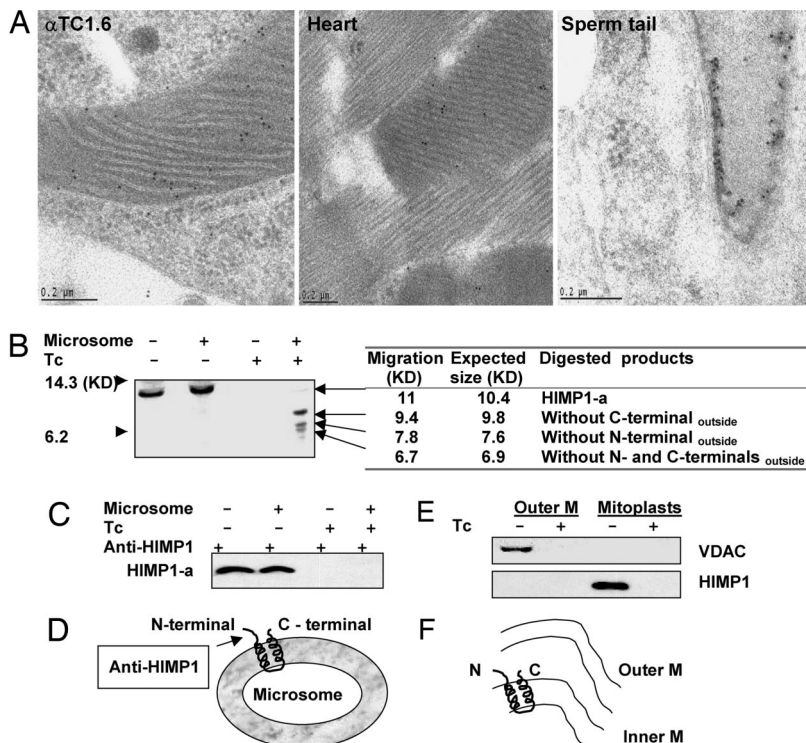 A
αTC1.6
Heart
Sperm tail
0.2 µm
0.2 µm
0.2 µm
B
Microsome – + – +
Tc – – + +
14.3 (KD)
6.2
Migration (KD) Expected size (KD) Digested products
11 10.4 HIMP1-a
9.4 9.8 Without C-terminal outside
7.8 7.6 Without N-terminal outside
6.7 6.9 Without N- and C-terminals outside
C
Microsome – + – +
Tc – – + +
Anti-HIMP1 + + + +
HIMP1-a
E
Outer M Mitoplasts
Tc – + – +
VDAC
HIMP1
D
N-terminal C - terminal
Anti-HIMP1
Microsome
F
N C
Outer M
Inner M